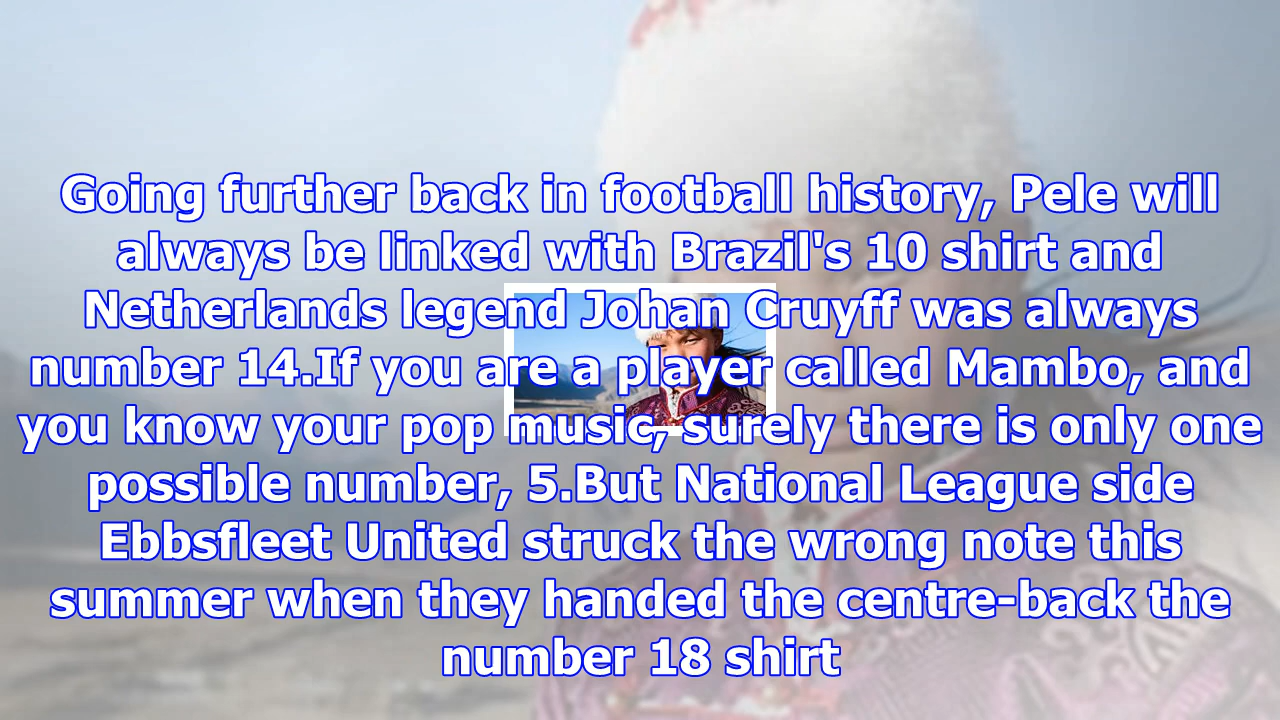 Going further back in football history, Pele will
always be linked with Brazil's 10 shirt and
Netherlands legend Johan Cruyff was always
number 14.If you are a player called Mambo, and
you know your pop music, surely there is only one
possible number, 5.But National League side
Ebbsfleet United struck the wrong note this
summer when they handed the centre-back the
number 18 shirt